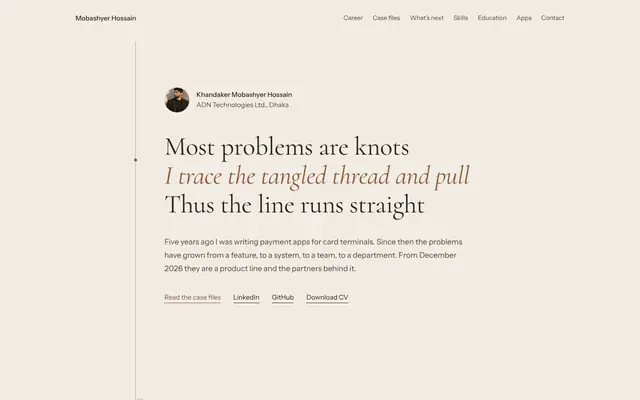 Mobashyer Hossain
Career Case files What's next Skills Education Apps Contact
Khandaker Mobashyer Hossain
ADN Technologies Ltd., Dhaka
Most problems are knots
I trace the tangled thread and pull
Thus the line runs straight
Five years ago I was writing payment apps for card terminals. Since then the problems
have grown from a feature, to a system, to a team, to a department. From December
2026 they are a product line and the partners behind it.
Read the case files LinkedIn GitHub Download CV